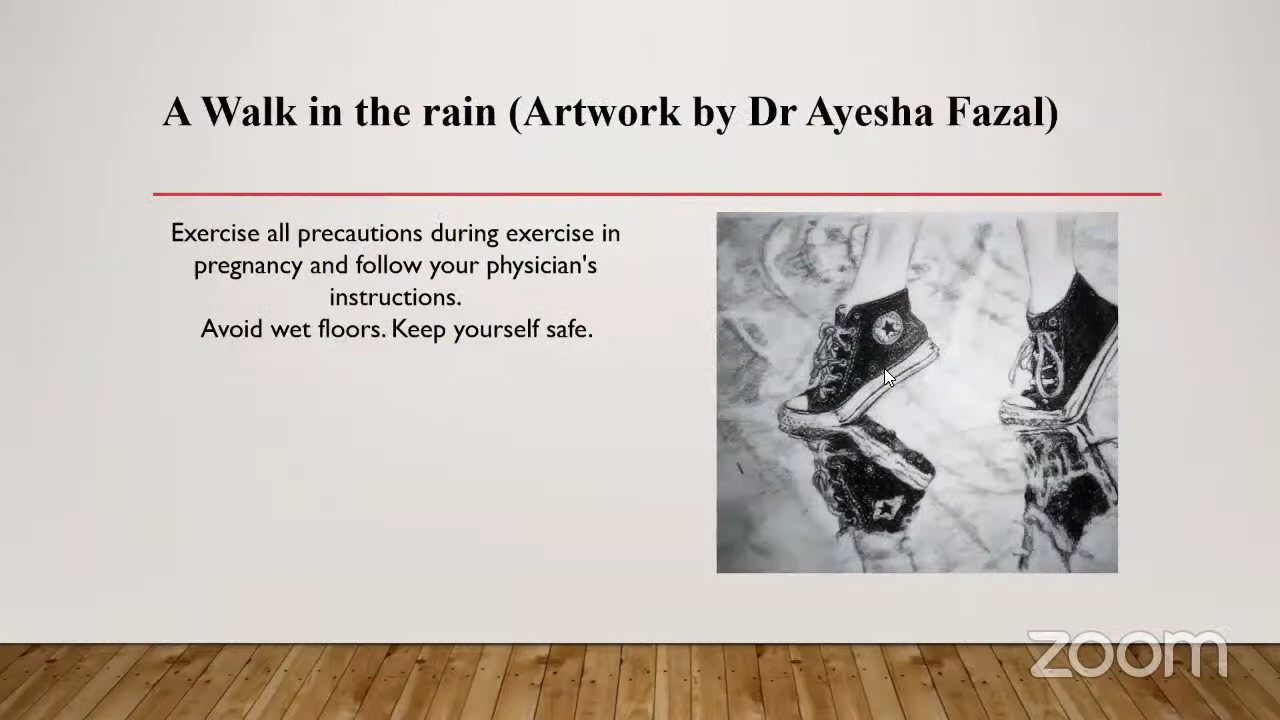 A Walk in the rain (Artwork by Dr Ayesha Fazal)
Exercise all precautions during exercise in
pregnancy and follow your physician's
instructions.
Avoid wet floors. Keep yourself safe.
zoom